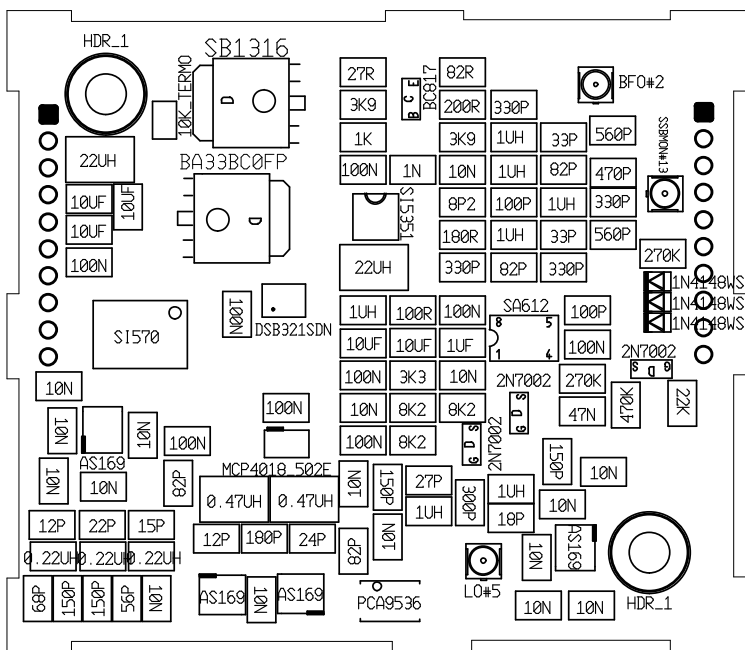 HDR_1
SB1316
27R
82R
BFO#2
10K_TERMO
BC817
B C E
3K9
200R
330P
1K
3K9
1UH
33P
560P
SSBMON#13
22UH
BA33BC0FP
100N
1N
10N
1UH
82P
470P
10UF
10UF
SI5351
8P2
100P
1UH
330P
10UF
180R
1UH
33P
560P
100N
22UH
330P
82P
330P
270K
1N4148WS
1N4148WS
1N4148WS
100N
DSB321SDN
SI570
1UH
100R
100N
SA612
8 5
1 4
100P
10UF
10UF
1UF
100N
2N7002
S D G
10N
100N
3K3
10N
2N7002
G D S
270K
470K
22K
100N
10N
8K2
8K2
47N
10N
AS169
10N
100N
100N
8K2
2N7002
G D S
10N
10N
82P
MCP4018_502E
0.47UH
0.47UH
10N
150P
27P
300P
1UH
150P
10N
12P
22P
15P
1UH
18P
10N
12P
180P
24P
82P
10N
AS169
10N
0.22UH
0.22UH
0.22UH
LO#5
HDR_1
68P
150P
150P
56P
10N
AS169
10N
AS169
PCA9536
10N
10N